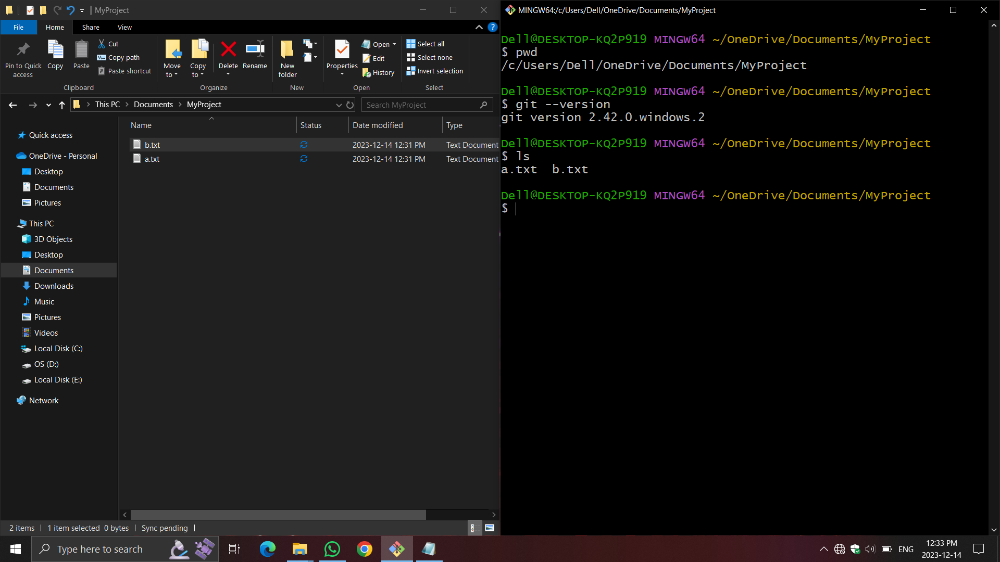 MyProject
File Home Share View
Pin to Quick access
Copy
Paste
Cut
Copy path
Paste shortcut
Clipboard
Move to
Copy to
Delete
Rename
Organize
New folder
New
Properties
Open
Edit
History
Open
Select all
Select none
Invert selection
Select
This PC > Documents > MyProject
Search MyProject
Name Status Date modified Type
b.txt 2023-12-14 12:31 PM Text Document
a.txt 2023-12-14 12:31 PM Text Document
Quick access
OneDrive - Personal
Desktop
Documents
Pictures
This PC
3D Objects
Desktop
Documents
Downloads
Music
Pictures
Videos
Local Disk (C:)
OS (D:)
Local Disk (E:)
Network
2 items 1 item selected 0 bytes Sync pending
MINGW64:/c/Users/Dell/OneDrive/Documents/MyProject
Dell@DESKTOP-KQ2P919 MINGW64 ~/OneDrive/Documents/MyProject
$ pwd
/c/Users/Dell/OneDrive/Documents/MyProject
Dell@DESKTOP-KQ2P919 MINGW64 ~/OneDrive/Documents/MyProject
$ git --version
git version 2.42.0.windows.2
Dell@DESKTOP-KQ2P919 MINGW64 ~/OneDrive/Documents/MyProject
$ ls
a.txt b.txt
Dell@DESKTOP-KQ2P919 MINGW64 ~/OneDrive/Documents/MyProject
$
Type here to search
ENG
12:33 PM
2023-12-14